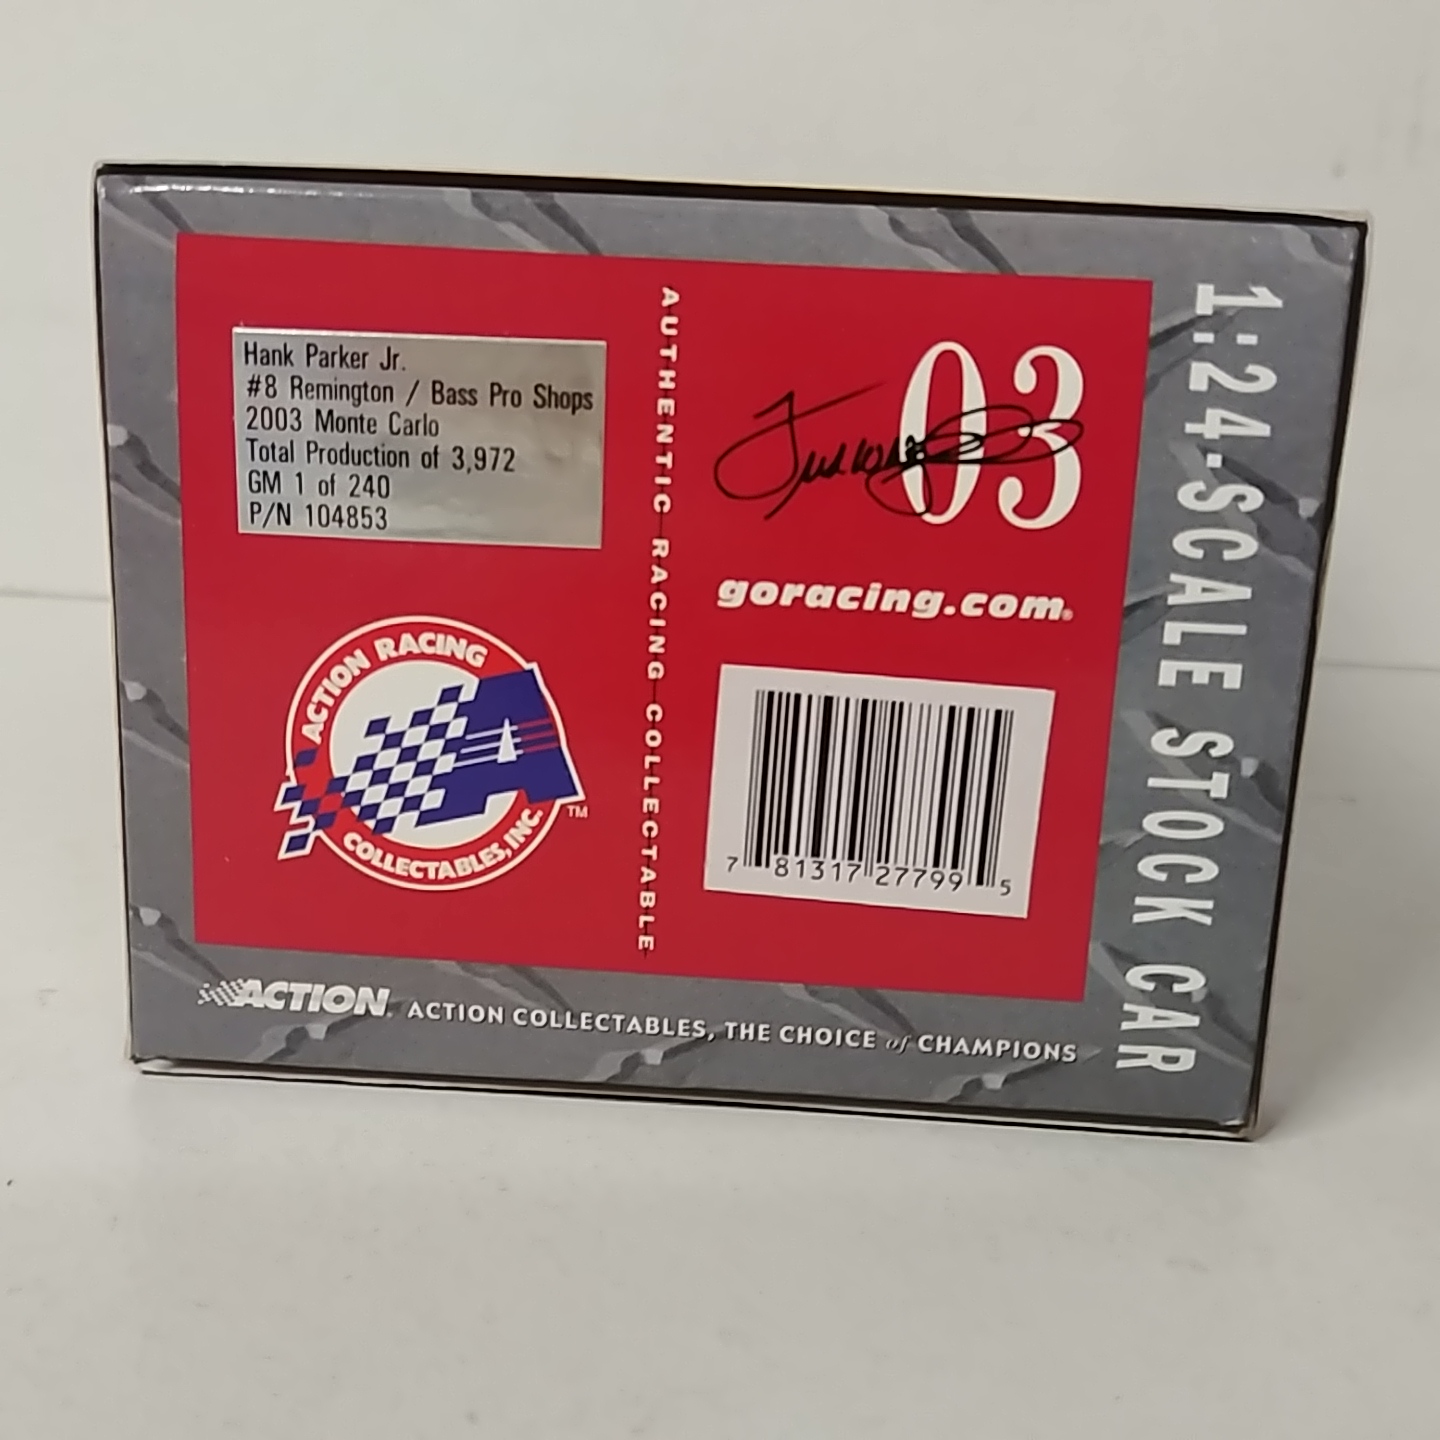 Hank Parker Jr.
#8 Remington / Bass Pro Shops
2003 Monte Carlo
Total Production of 3,972
GM 1 of 240
P/N 104853
ACTION RACING
A
COLLECTABLES, INC.
TM
AUTHENTIC RACING COLLECTABLE
03
goracing.com®
7 81317 27799 5
1:24-SCALE STOCK CAR
ACTION® ACTION COLLECTABLES, THE CHOICE of CHAMPIONS